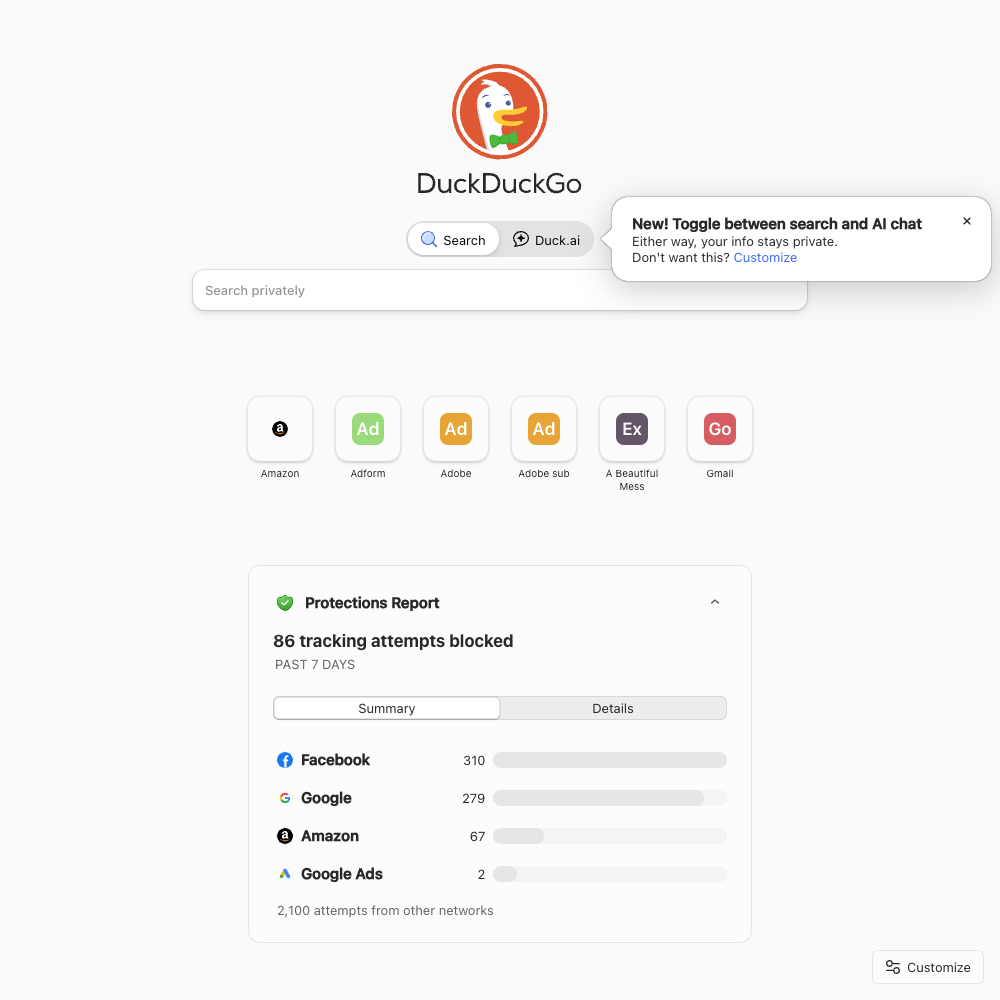 DuckDuckGo
Search
Duck.ai
New! Toggle between search and AI chat
Either way, your info stays private.
Don't want this? Customize
Search privately
a
Amazon
Ad
Adform
Ad
Adobe
Ad
Adobe sub
Ex
A Beautiful
Mess
Go
Gmail
Protections Report
86 tracking attempts blocked
PAST 7 DAYS
Summary
Details
Facebook 310
Google 279
Amazon 67
Google Ads 2
2,100 attempts from other networks
Customize